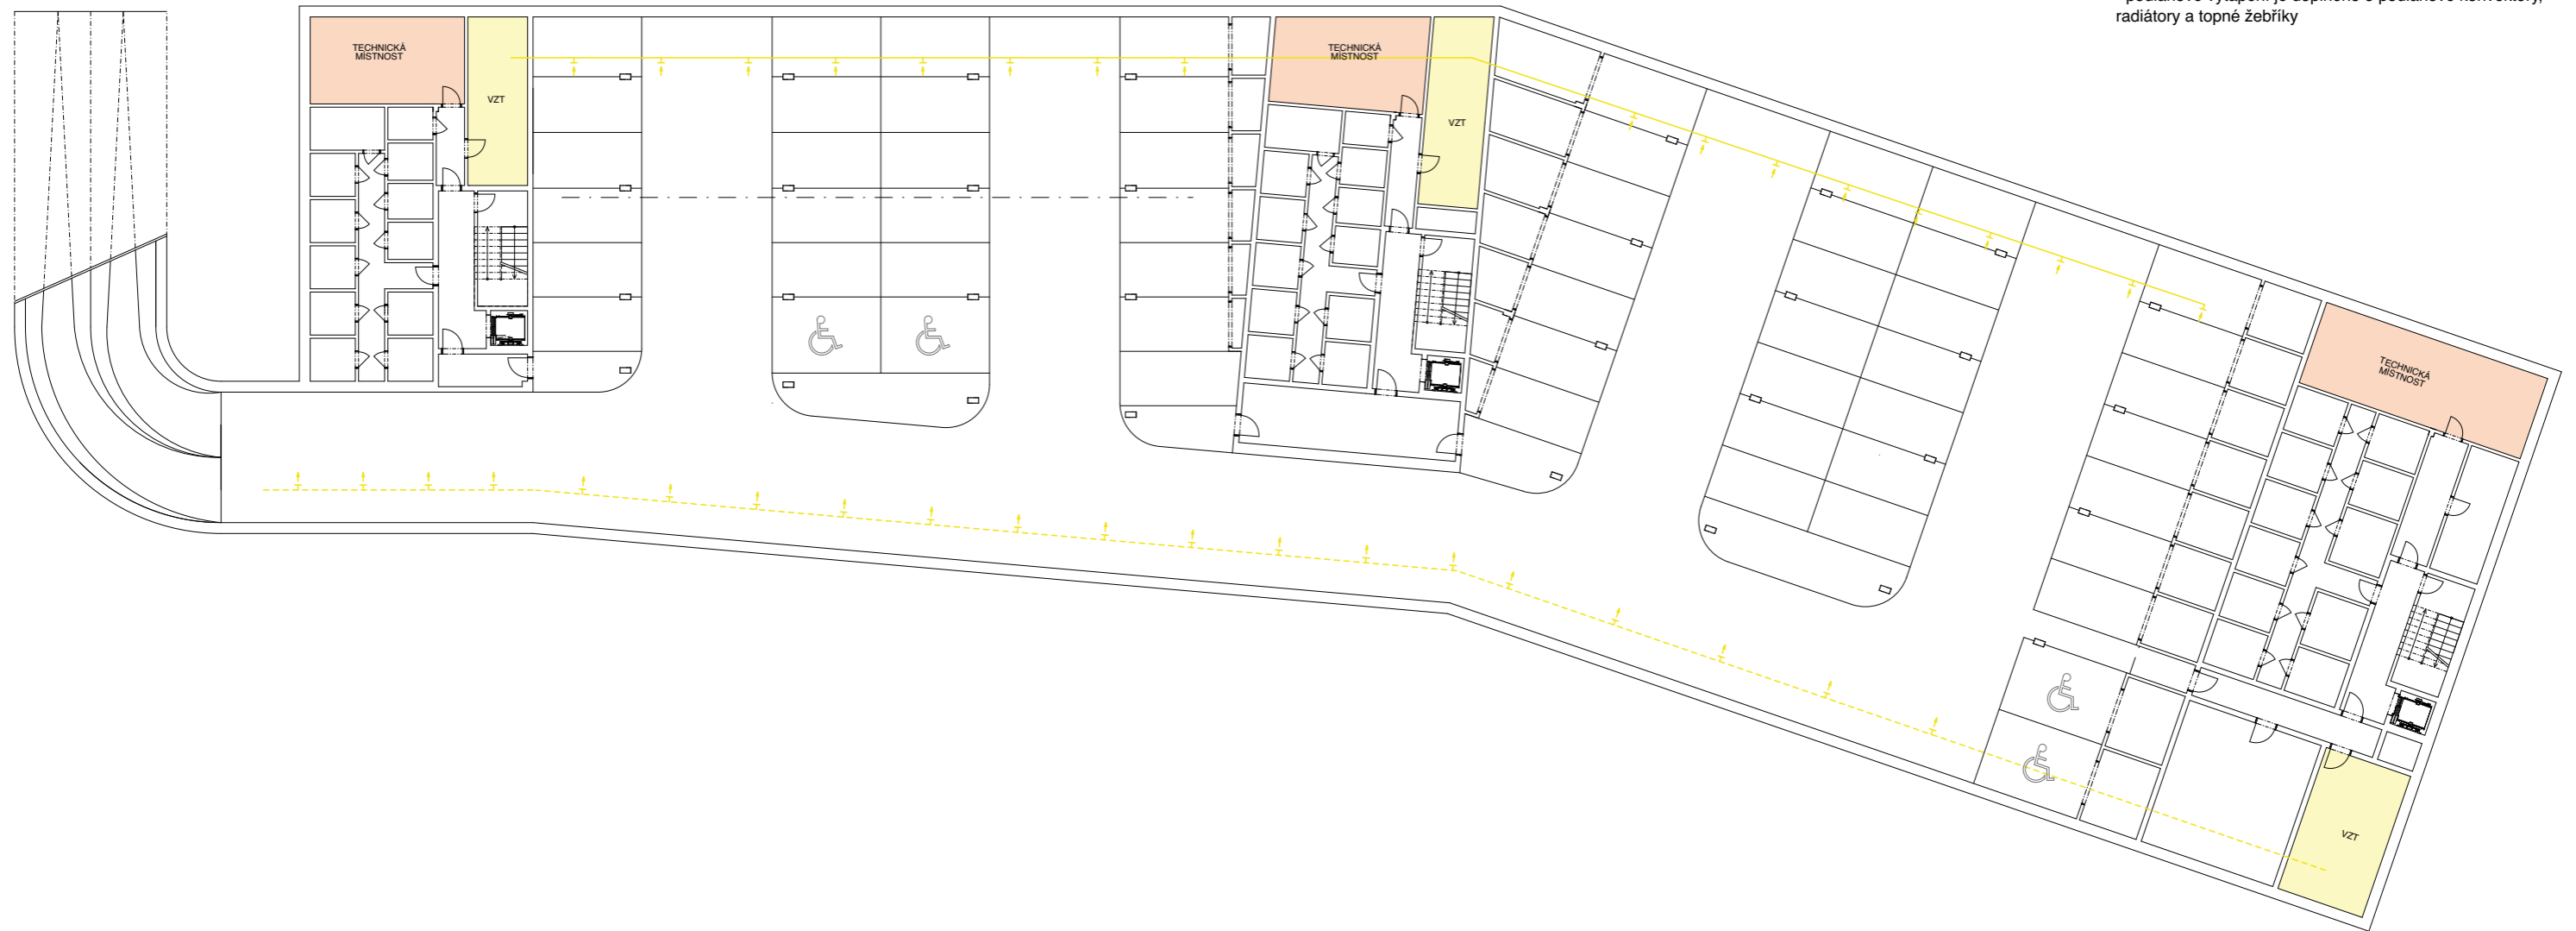 radiátory a topné žebříky
TECHNICKÁ
MÍSTNOST
VZT
TECHNICKÁ
MÍSTNOST
VZT
TECHNICKÁ
MÍSTNOST
VZT